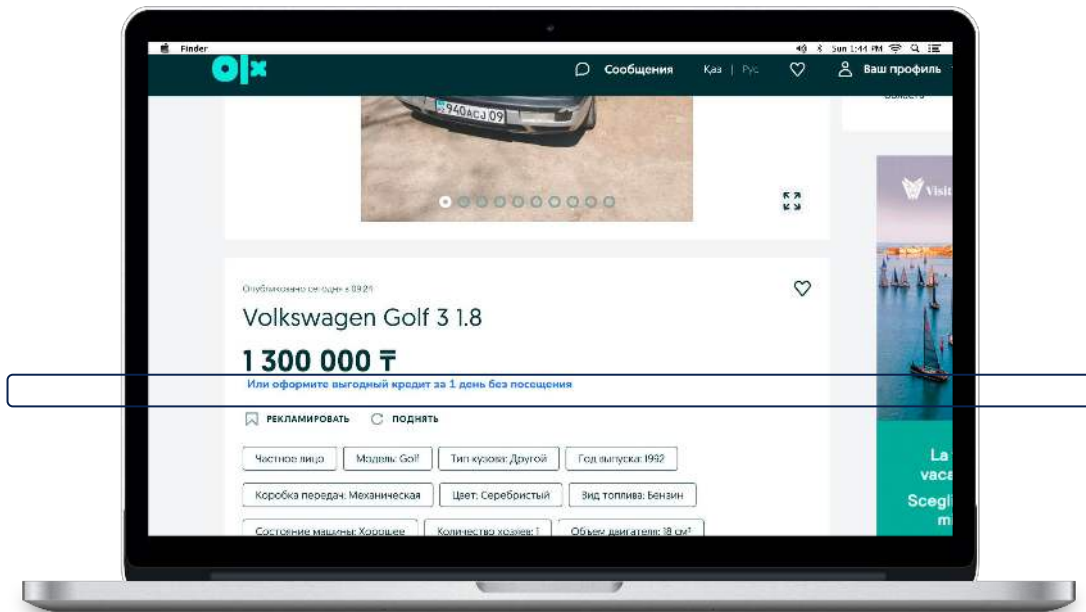 Finder
Sun 1:44 PM
olx
Сообщения
Қаз | Рус
Ваш профиль
940ACJ 09
Visit
Опубликовано сегодня в 09:24
Volkswagen Golf 3 1.8
1 300 000 ₸
Или оформите выгодный кредит за 1 день без посещения
РЕКЛАМИРОВАТЬ
ПОДНЯТЬ
Частное лицо
Модель: Golf
Тип кузова: Другой
Год выпуска: 1992
Коробка передач: Механическая
Цвет: Серебристый
Вид топлива: Бензин
Состояние машины: Хорошее
Количество хозяев: 1
Объем двигателя: 18 см³
La
vaca
Scegli
m